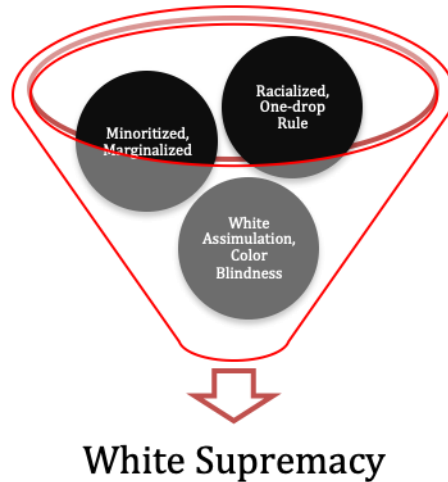 Racialized,
One-drop
Rule
Minoritized,
Marginalized
White
Assimulation,
Color
Blindness
White Supremacy